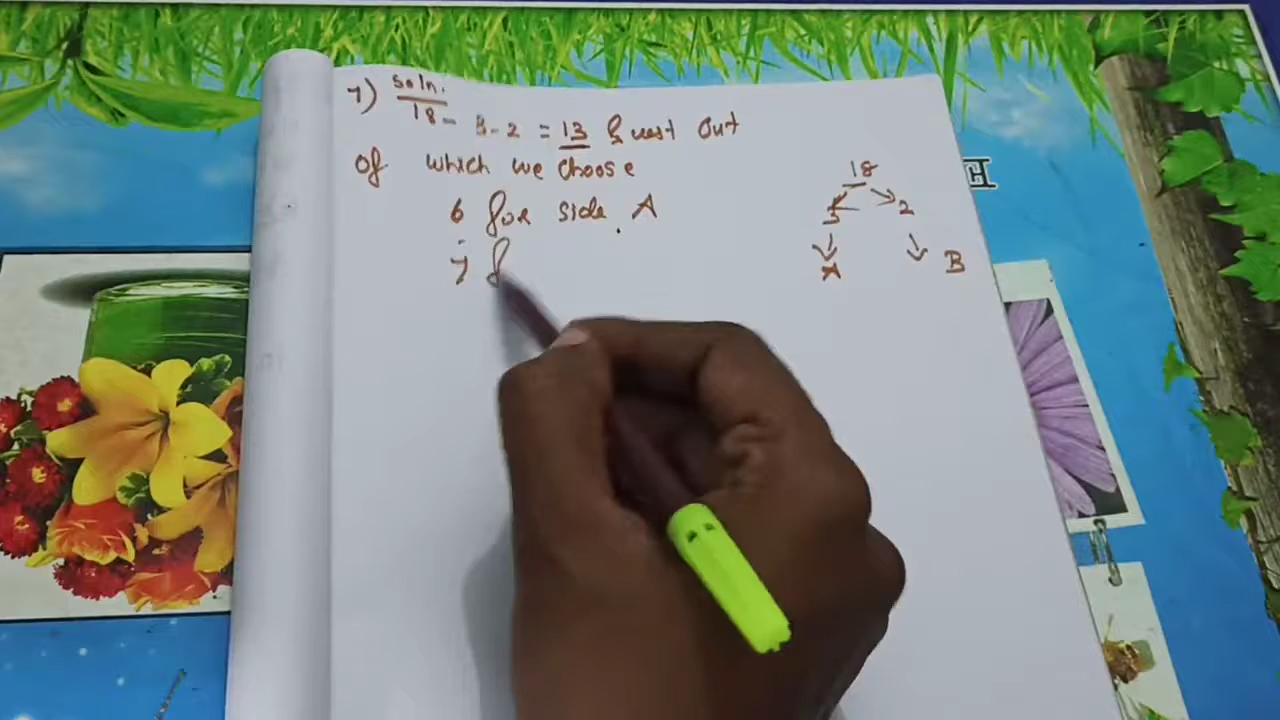 7) Soln.
18 - 3 - 2 = 13 Guest Out
Of which we choose
6 for side A
7 f
18
3 2
A B
G